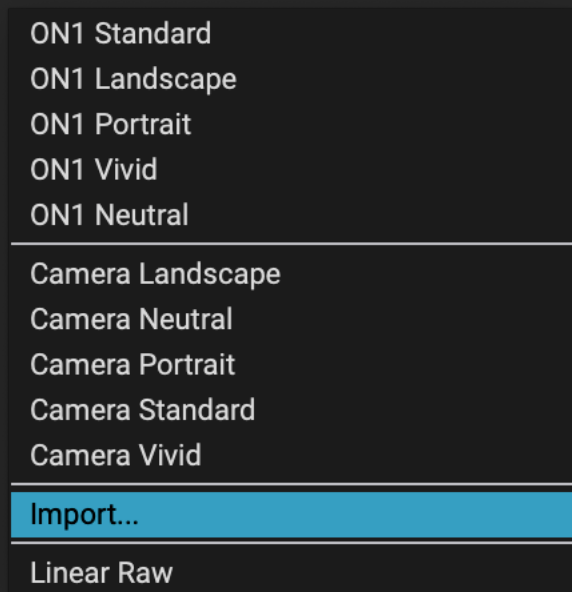 ON1 Standard
ON1 Landscape
ON1 Portrait
ON1 Vivid
ON1 Neutral
Camera Landscape
Camera Neutral
Camera Portrait
Camera Standard
Camera Vivid
Import...
Linear Raw